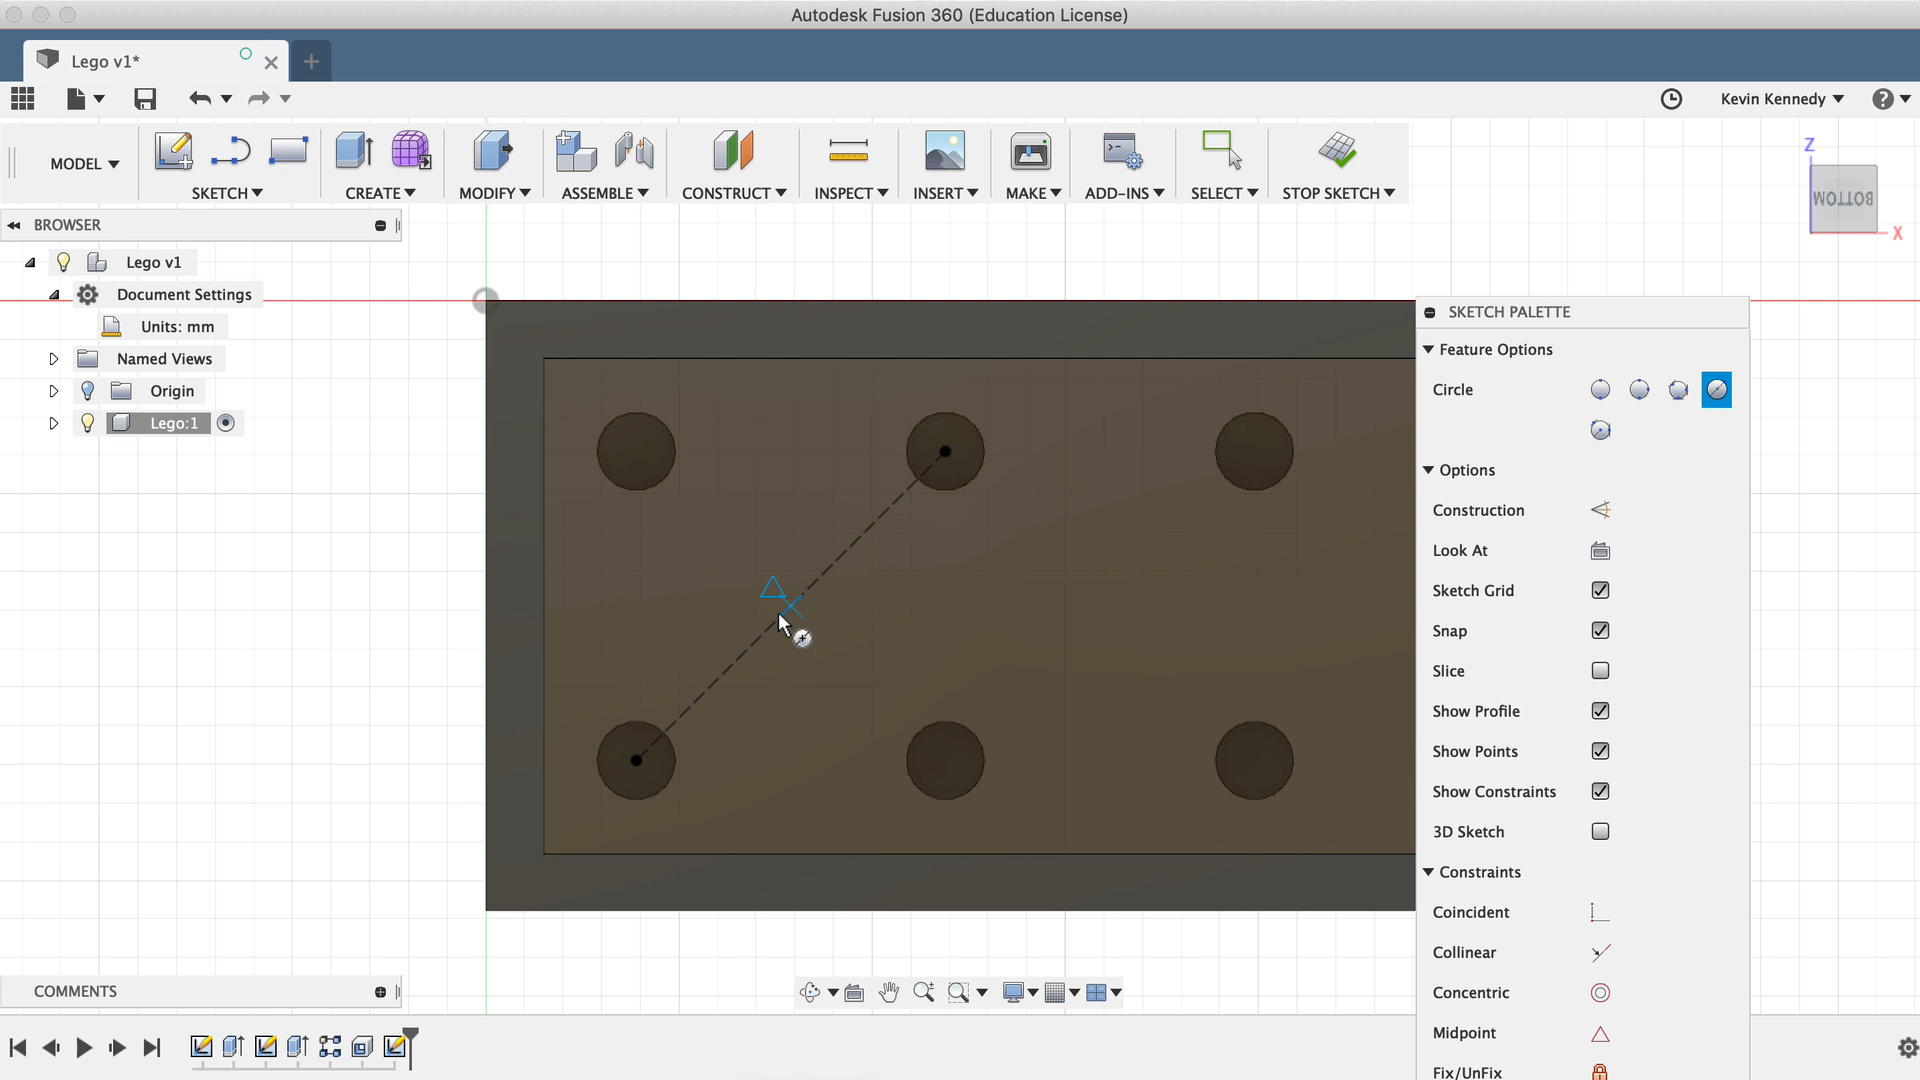 Autodesk Fusion 360 (Education License)
Lego v1*
Kevin Kennedy
MODEL
SKETCH
CREATE
MODIFY
ASSEMBLE
CONSTRUCT
INSPECT
INSERT
MAKE
ADD-INS
SELECT
STOP SKETCH
Z
BOTTOM
X
BROWSER
Lego v1
Document Settings
Units: mm
Named Views
Origin
Lego:1
SKETCH PALETTE
Feature Options
Circle
Options
Construction
Look At
Sketch Grid
Snap
Slice
Show Profile
Show Points
Show Constraints
3D Sketch
Constraints
Coincident
Collinear
Concentric
Midpoint
Fix/UnFix
COMMENTS